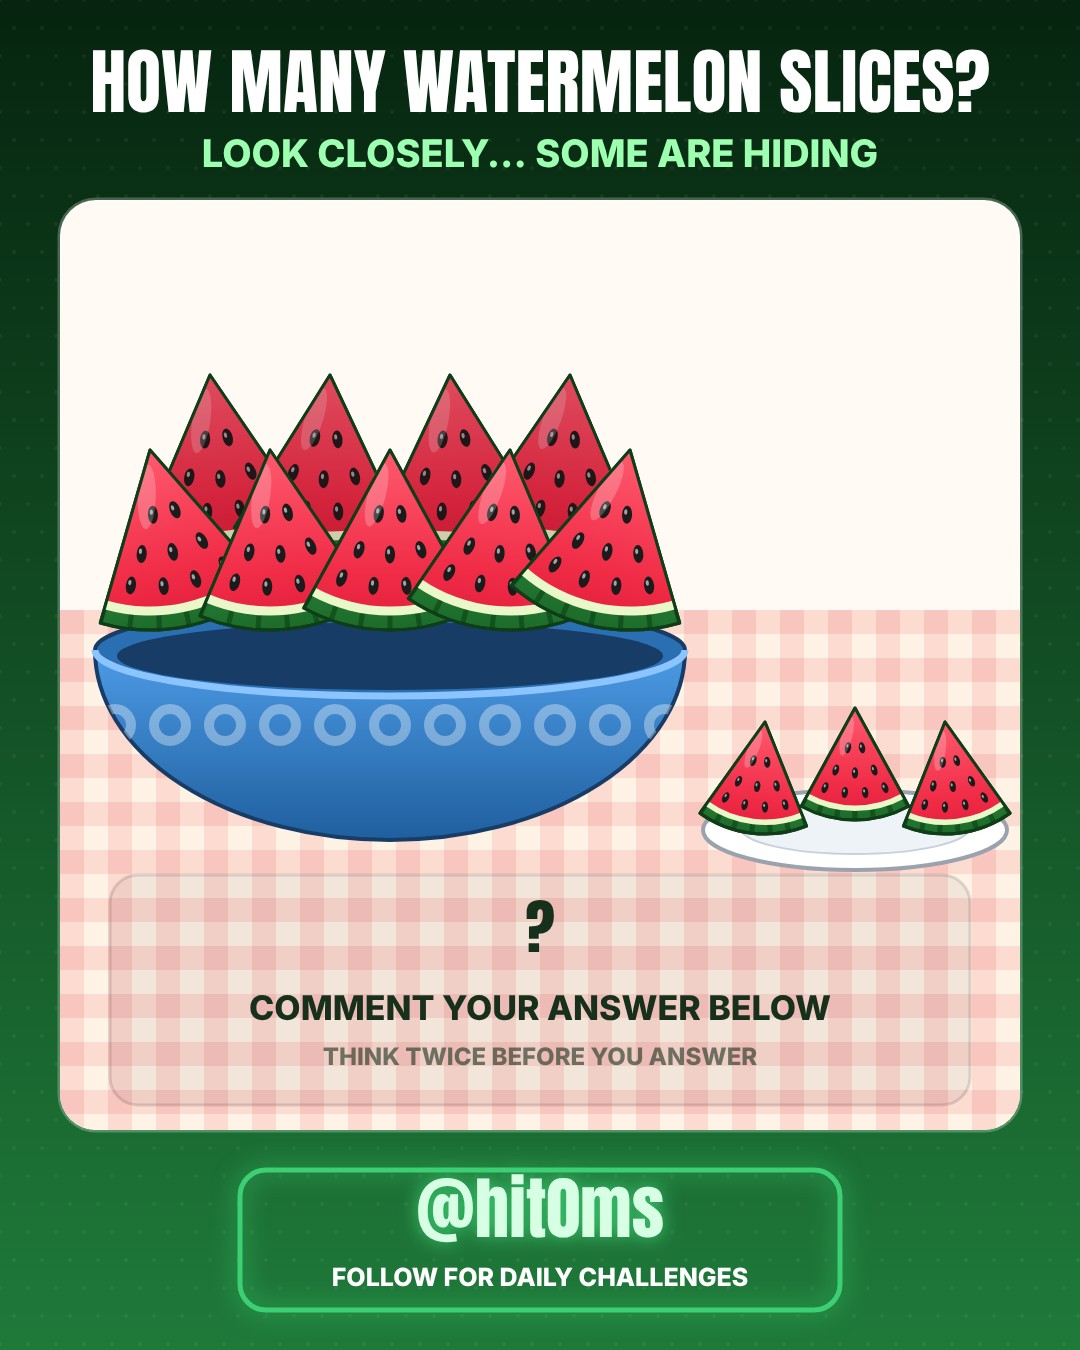 HOW MANY WATERMELON SLICES?
LOOK CLOSELY... SOME ARE HIDING
?
COMMENT YOUR ANSWER BELOW
THINK TWICE BEFORE YOU ANSWER
@hit0ms
FOLLOW FOR DAILY CHALLENGES